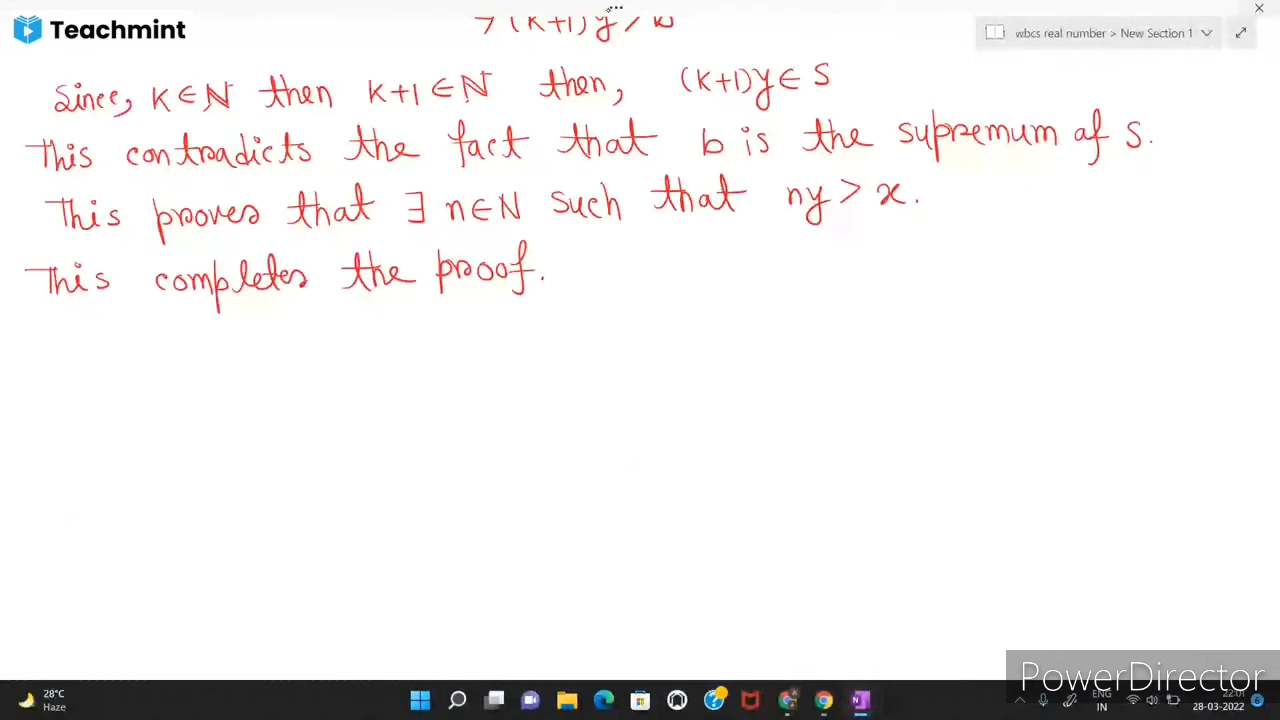 Teachmint
(k+1)y > b
wbcs real number > New Section 1
Since, k∈ℕ then k+1∈ℕ then, (k+1)y∈S
This contradicts the fact that b is the supremum of S.
This proves that ∃ n∈N such that ny > x.
This completes the proof.
PowerDirector
28°C
Haze
ENG
IN
22:01
28-03-2022